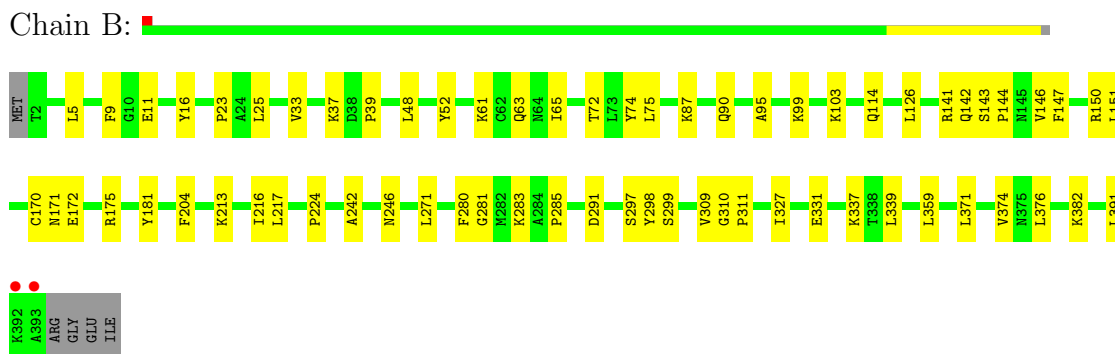 Chain B:
MET T2 L5 F9 G10 E11 Y16 P23 A24 L25 V33 K37 D38 P39 L48 Y52 K61 C62 Q63 N64 I65 T72 L73 Y74 L75 K87 Q90 A95 K99 K103 Q114 L126 R141 Q142 S143 P144 N145 V146 F147 R150 L151
C170 N171 E172 R175 Y181 F204 K213 I216 L217 P224 A242 N246 L271 F280 G281 M282 K283 A284 P285 D291 S297 Y298 S299 V309 G310 P311 I327 E331 K337 T338 L339 L359 L371 V374 N375 L376 K382 L391
K392 A393 ARG GLY GLU ILE